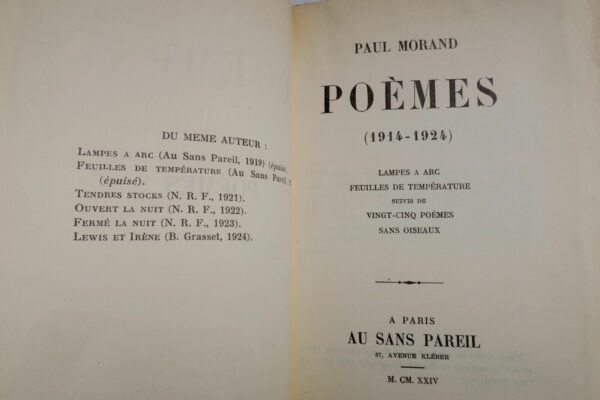 DU MEME AUTEUR :
LAMPES A ARC (Au Sans Pareil, 1919) (épuisé
FEUILLES DE TEMPÉRATURE (Au Sans Pareil,
(épuisé).
TENDRES STOCKS (N. R. F., 1921).
OUVERT LA NUIT (N. R. F., 1922).
FERMÉ LA NUIT (N. R. F., 1923).
LEWIS ET IRÈNE (B. Grasset, 1924).
PAUL MORAND
POÈMES
(1914-1924)
LAMPES A ARC
FEUILLES DE TEMPÉRATURE
SUIVIS DE
VINGT-CINQ POÈMES
SANS OISEAUX
A PARIS
AU SANS PAREIL
37, AVENUE KLÉBER
M. CM. XXIV